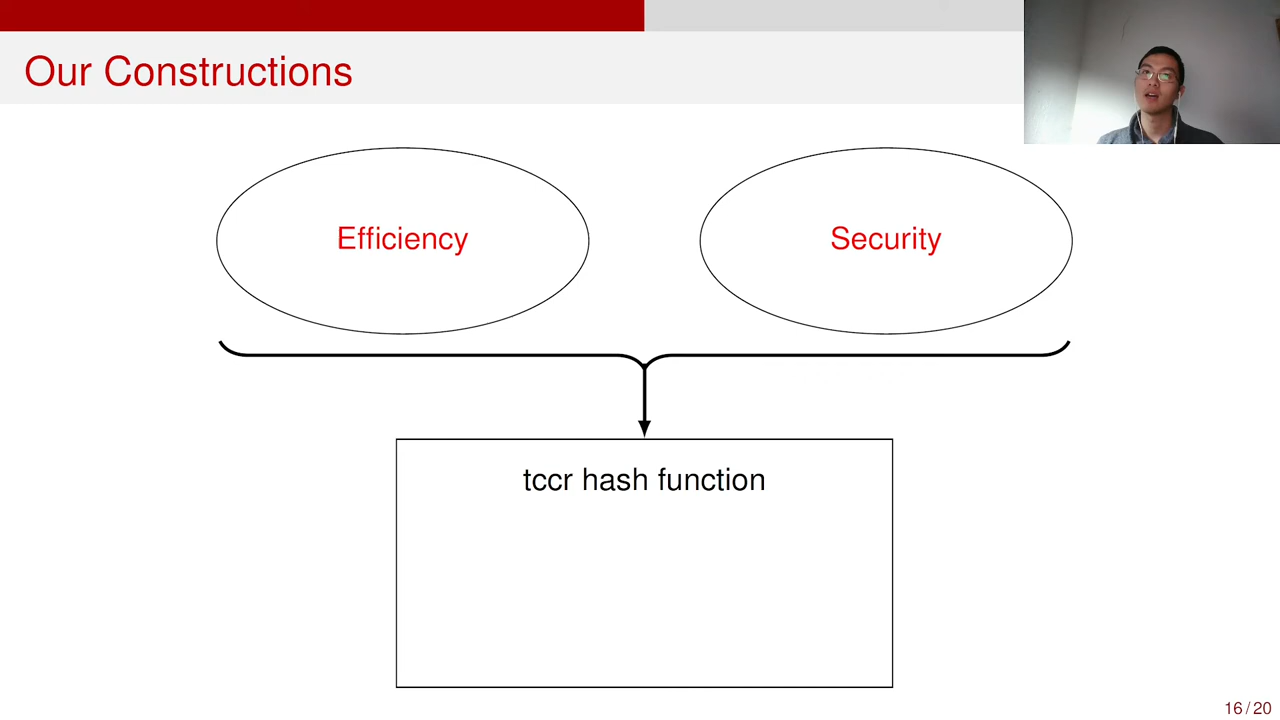 Our Constructions
Efficiency
Security
tccr hash function
16 / 20